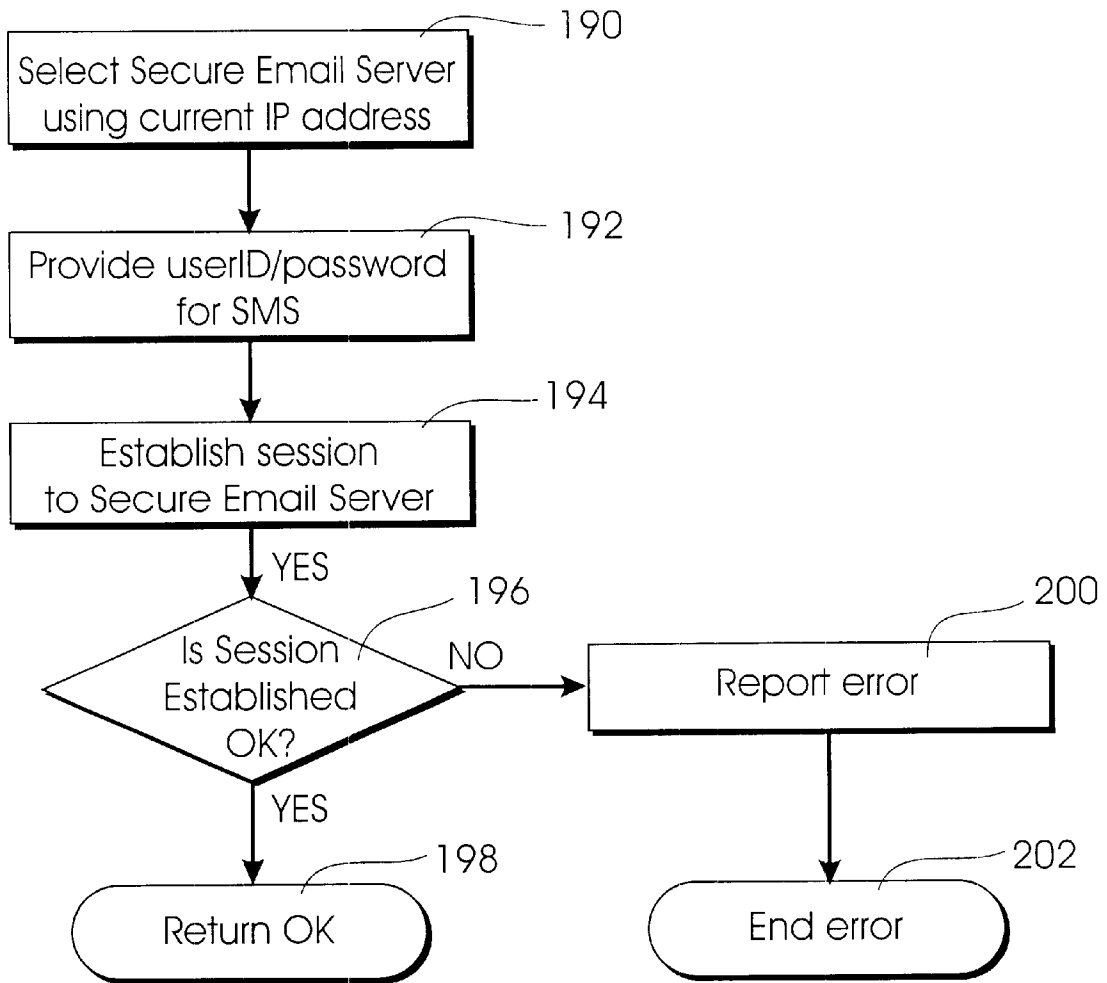 190
Select Secure Email Server
using current IP address
192
Provide userID/password
for SMS
194
Establish session
to Secure Email Server
YES
196
Is Session
Established
OK?
NO
200
Report error
YES
198
Return OK
202
End error